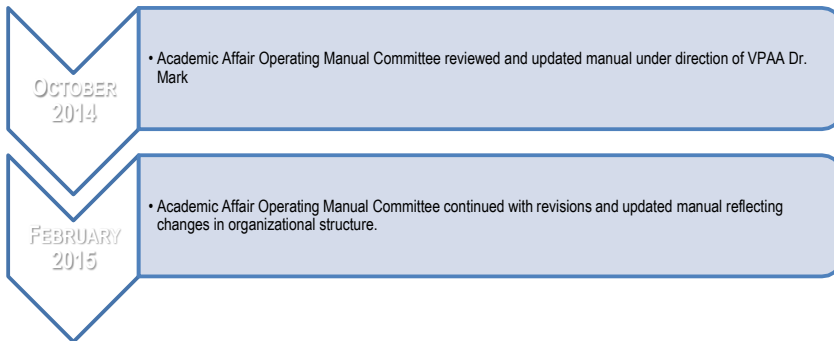 OCTOBER
2014
• Academic Affair Operating Manual Committee reviewed and updated manual under direction of VPAA Dr.
Mark
FEBRUARY
2015
• Academic Affair Operating Manual Committee continued with revisions and updated manual reflecting
changes in organizational structure.